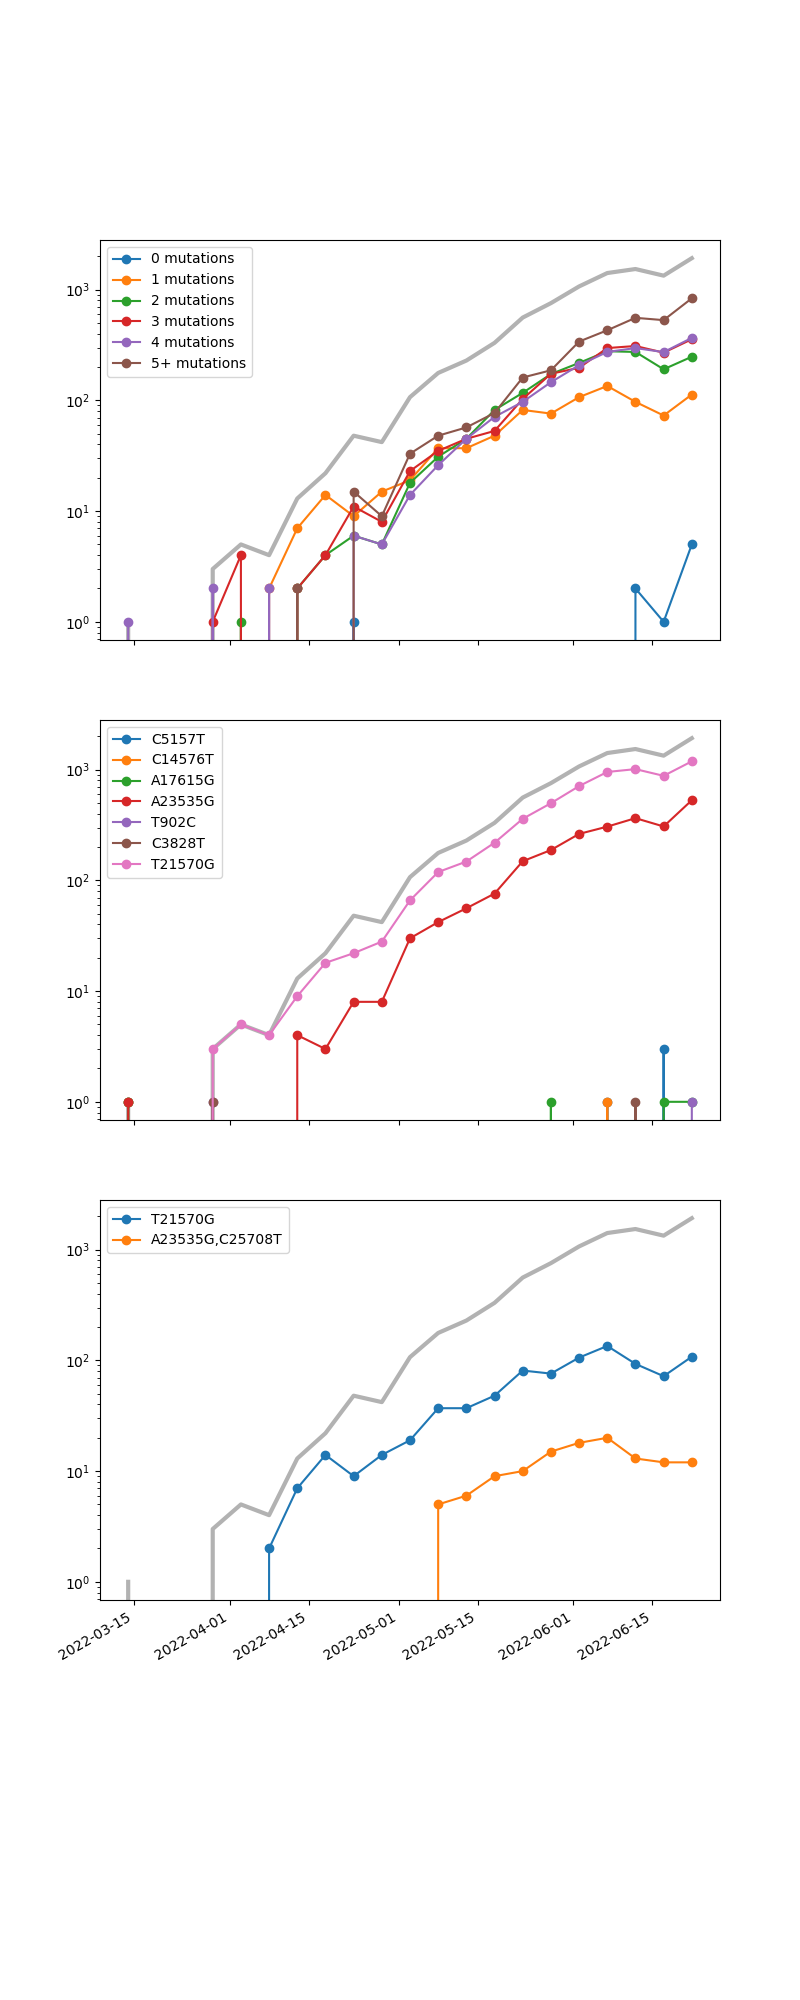 0 mutations
1 mutations
2 mutations
3 mutations
4 mutations
5+ mutations
10³
10²
10¹
10⁰
C5157T
C14576T
A17615G
A23535G
T902C
C3828T
T21570G
10³
10²
10¹
10⁰
T21570G
A23535G,C25708T
10³
10²
10¹
10⁰
2022-03-15
2022-04-01
2022-04-15
2022-05-01
2022-05-15
2022-06-01
2022-06-15